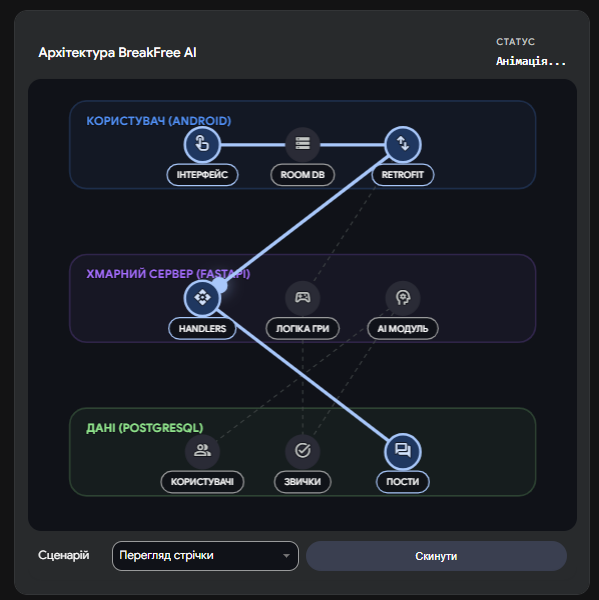 Архітектура BreakFree AI
СТАТУС
Анімація...
КОРИСТУВАЧ (ANDROID)
ІНТЕРФЕЙС
ROOM DB
RETROFIT
ХМАРНИЙ СЕРВЕР (FASTAPI)
HANDLERS
ЛОГІКА ГРИ
AI МОДУЛЬ
ДАНІ (POSTGRESQL)
КОРИСТУВАЧІ
ЗВИЧКИ
ПОСТИ
Сценарій
Перегляд стрічки
Скинути